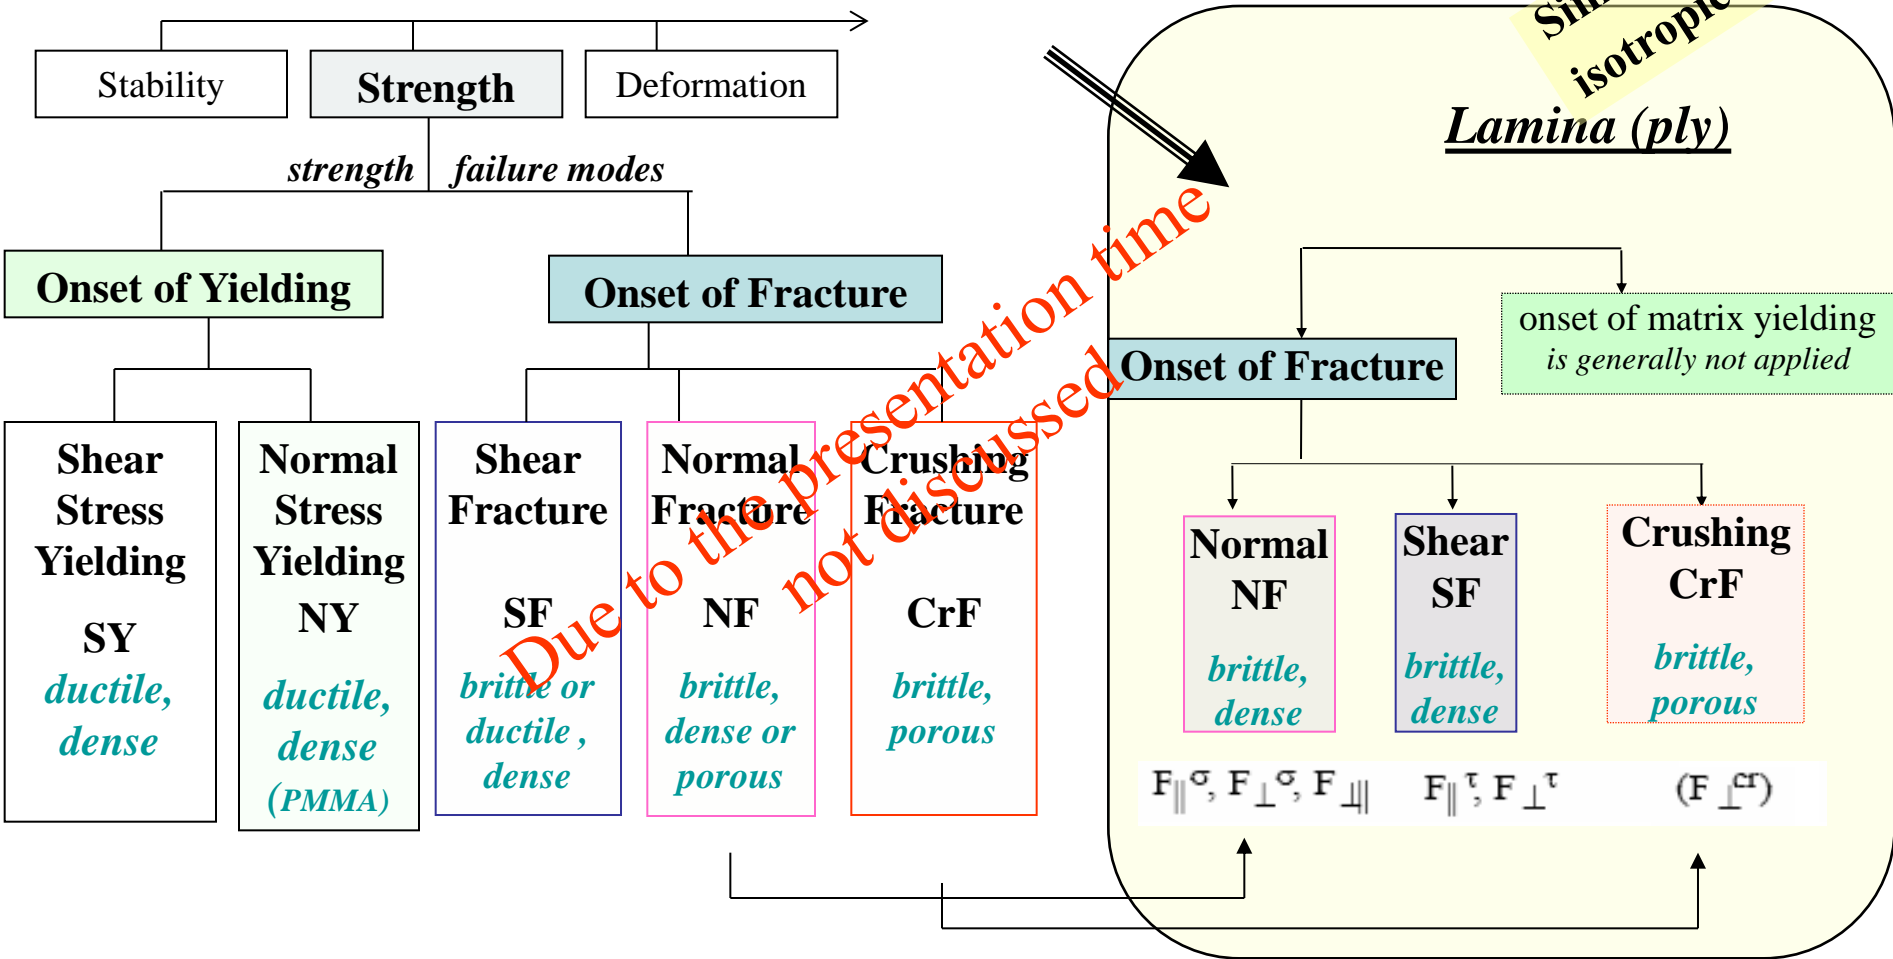 Stability
Strength
Deformation
strength failure modes
Onset of Yielding
Onset of Fracture
Shear
Stress
Yielding
SY
ductile,
dense
Normal
Stress
Yielding
NY
ductile,
dense
(PMMA)
Shear
Fracture
SF
brittle or
ductile ,
dense
Normal
Fracture
NF
brittle,
dense or
porous
Crushing
Fracture
CrF
brittle,
porous
Due to the presentation time
not discussed
isotropic
Lamina (ply)
onset of matrix yielding
is generally not applied
Onset of Fracture
Normal
NF
brittle,
dense
Shear
SF
brittle,
dense
Crushing
CrF
brittle,
porous
F∥σ, F⊥σ, F⊥∥
F∥τ, F⊥τ
(F⊥cr)